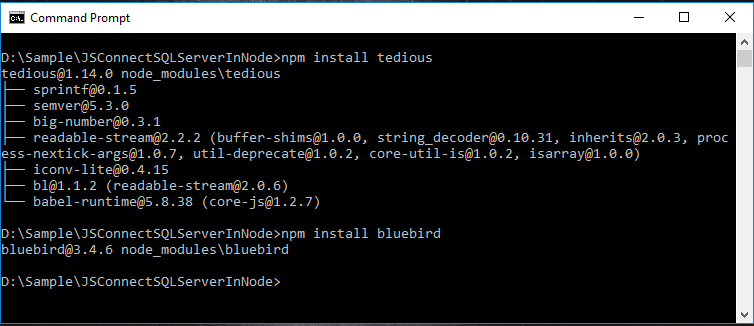 Command Prompt
D:\Sample\JSConnectSQLServerInNode>npm install tedious
tedious@1.14.0 node_modules\tedious
├── sprintf@0.1.5
├── semver@5.3.0
├── big-number@0.3.1
├── readable-stream@2.2.2 (buffer-shims@1.0.0, string_decoder@0.10.31, inherits@2.0.3, proc
ess-nextick-args@1.0.7, util-deprecate@1.0.2, core-util-is@1.0.2, isarray@1.0.0)
├── iconv-lite@0.4.15
├── bl@1.1.2 (readable-stream@2.0.6)
└── babel-runtime@5.8.38 (core-js@1.2.7)
D:\Sample\JSConnectSQLServerInNode>npm install bluebird
bluebird@3.4.6 node_modules\bluebird
D:\Sample\JSConnectSQLServerInNode>